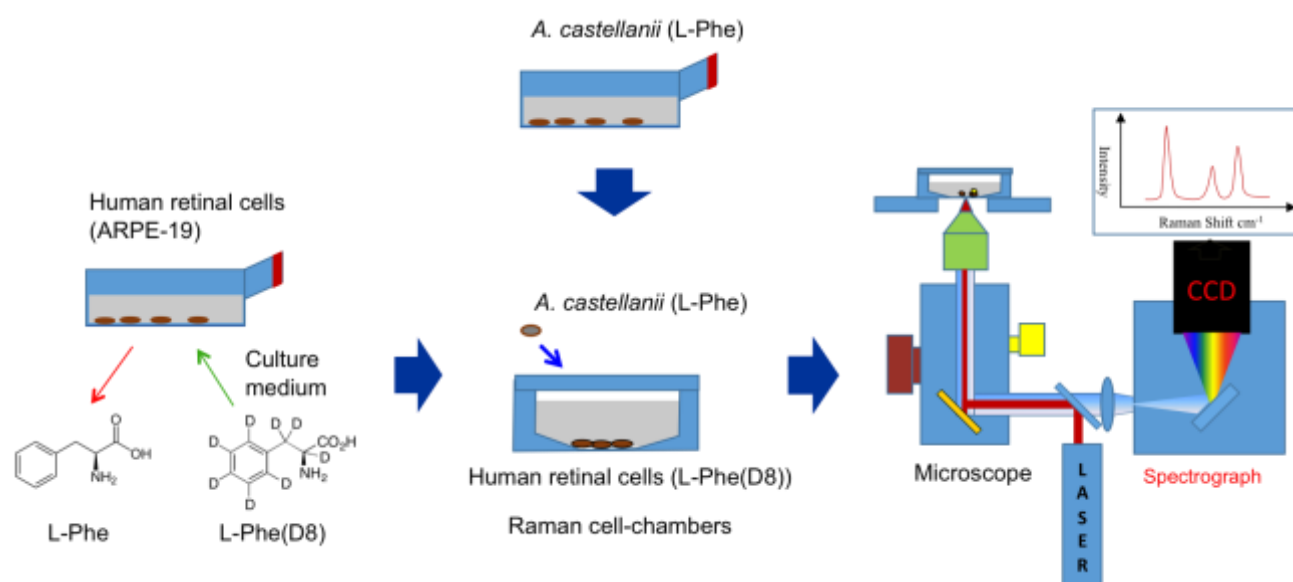 A. castellanii (L-Phe)
Human retinal cells
(ARPE-19)
Culture
medium
O
OH
NH₂
L-Phe
D
D
D
D
D
D
D
D
CO₂H
NH₂
L-Phe(D8)
A. castellanii (L-Phe)
Human retinal cells (L-Phe(D8))
Raman cell-chambers
Microscope
LASER
Intensity
Raman Shift cm⁻¹
CCD
Spectrograph